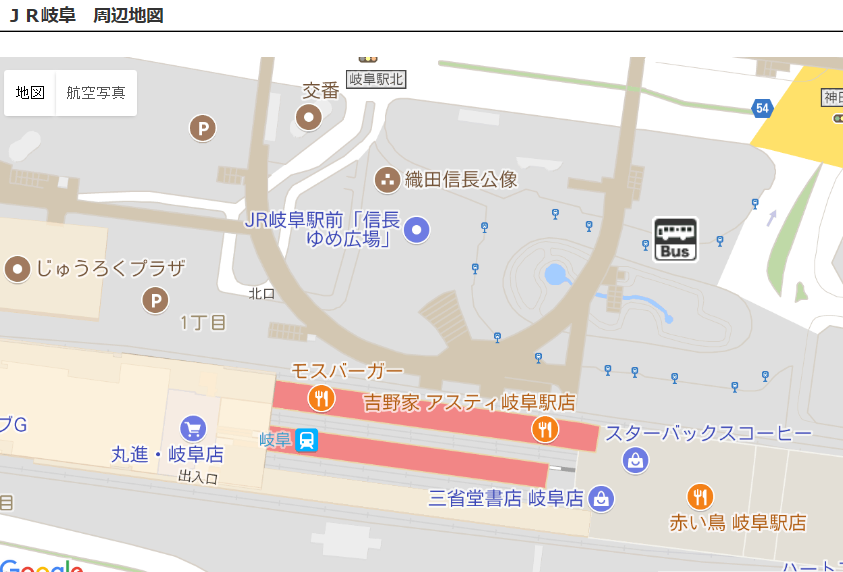 ＪＲ岐阜　周辺地図
地図
航空写真
岐阜駅北
交番
P
54
織田信長公像
JR岐阜駅前「信長
ゆめ広場」
Bus
じゅうろくプラザ
P
北口
1丁目
モスバーガー
吉野家 アスティ岐阜駅店
岐阜
スターバックスコーヒー
丸進・岐阜店
出入口
三省堂書店 岐阜店
赤い鳥 岐阜駅店
Google